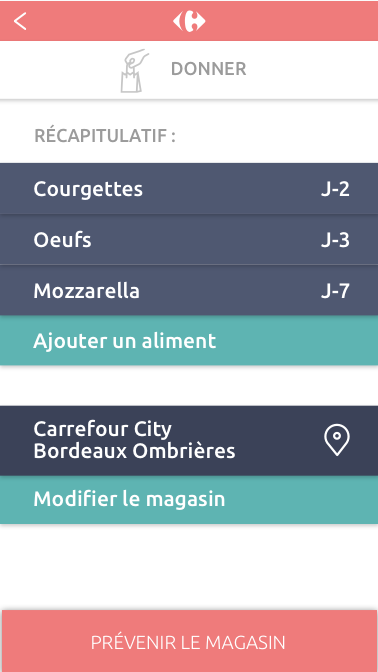 DONNER
RÉCAPITULATIF :
Courgettes J-2
Oeufs J-3
Mozzarella J-7
Ajouter un aliment
Carrefour City
Bordeaux Ombrières
Modifier le magasin
PRÉVENIR LE MAGASIN